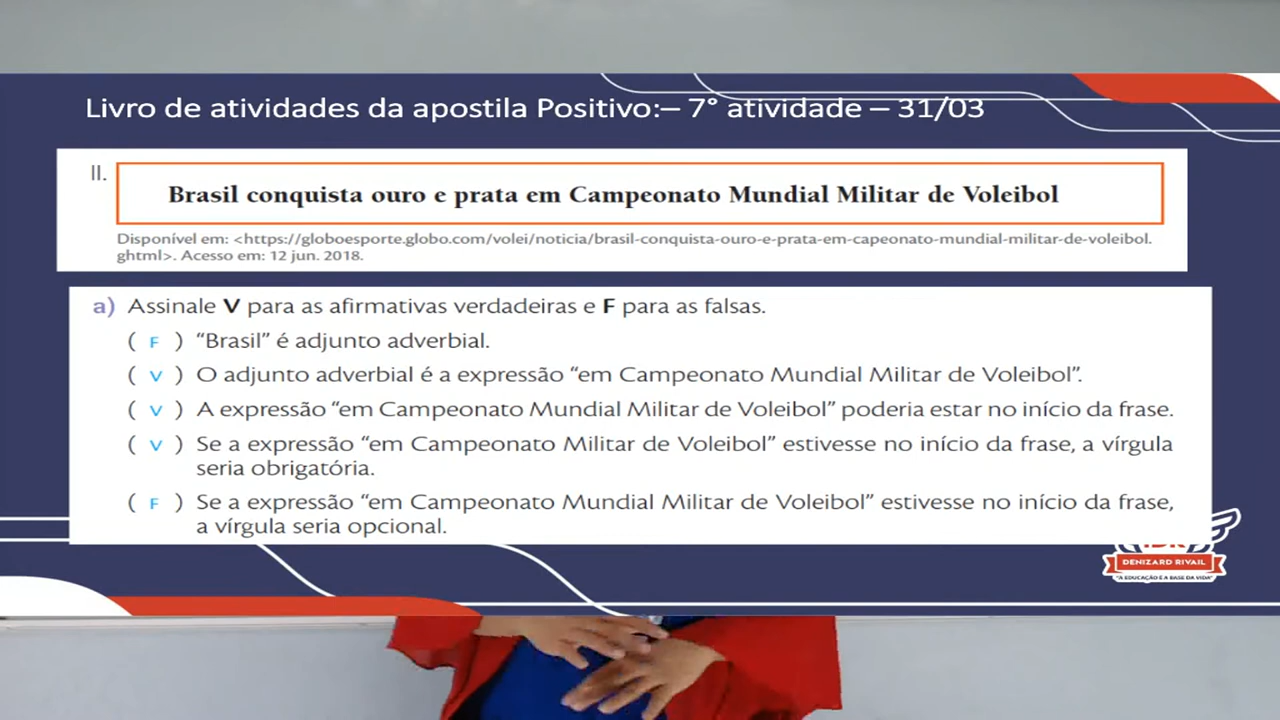 Livro de atividades da apostila Positivo:– 7° atividade – 31/03
II.
Brasil conquista ouro e prata em Campeonato Mundial Militar de Voleibol
Disponível em: <https://globoesporte.globo.com/volei/noticia/brasil-conquista-ouro-e-prata-em-capeonato-mundial-militar-de-voleibol.
ghtml>. Acesso em: 12 jun. 2018.
a) Assinale V para as afirmativas verdadeiras e F para as falsas.
( F ) “Brasil” é adjunto adverbial.
( V ) O adjunto adverbial é a expressão “em Campeonato Mundial Militar de Voleibol”.
( V ) A expressão “em Campeonato Mundial Militar de Voleibol” poderia estar no início da frase.
( V ) Se a expressão “em Campeonato Militar de Voleibol” estivesse no início da frase, a vírgula
seria obrigatória.
( F ) Se a expressão “em Campeonato Mundial Militar de Voleibol” estivesse no início da frase,
a vírgula seria opcional.
DENIZARD RIVAIL
"A EDUCAÇÃO É A BASE DA VIDA"